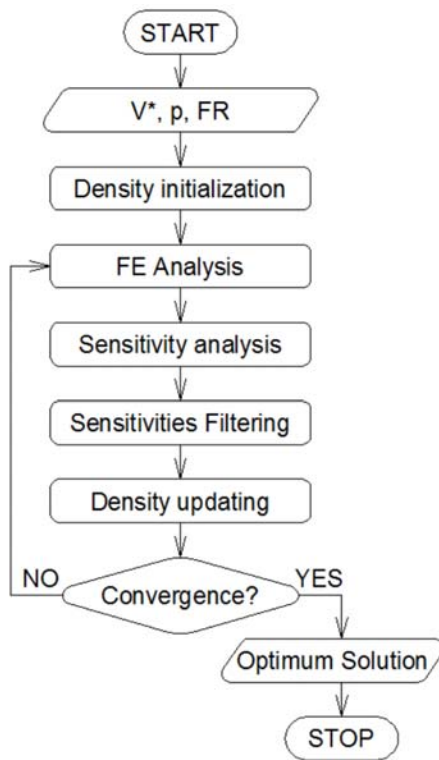 START
V*, p, FR
Density initialization
FE Analysis
Sensitivity analysis
Sensitivities Filtering
Density updating
NO
YES
Convergence?
Optimum Solution
STOP